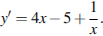 y′ = 4x − 5 + 1/x.